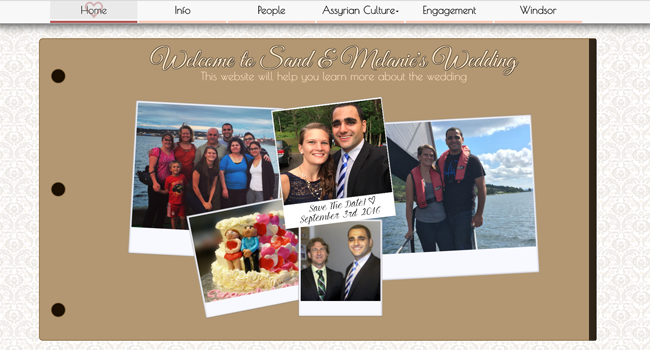 Home
Info
People
Assyrian Culture
Engagement
Windsor
Welcome to Sand & Melanie's Wedding
This website will help you learn more about the wedding
Save The Date!
September 3rd 2016